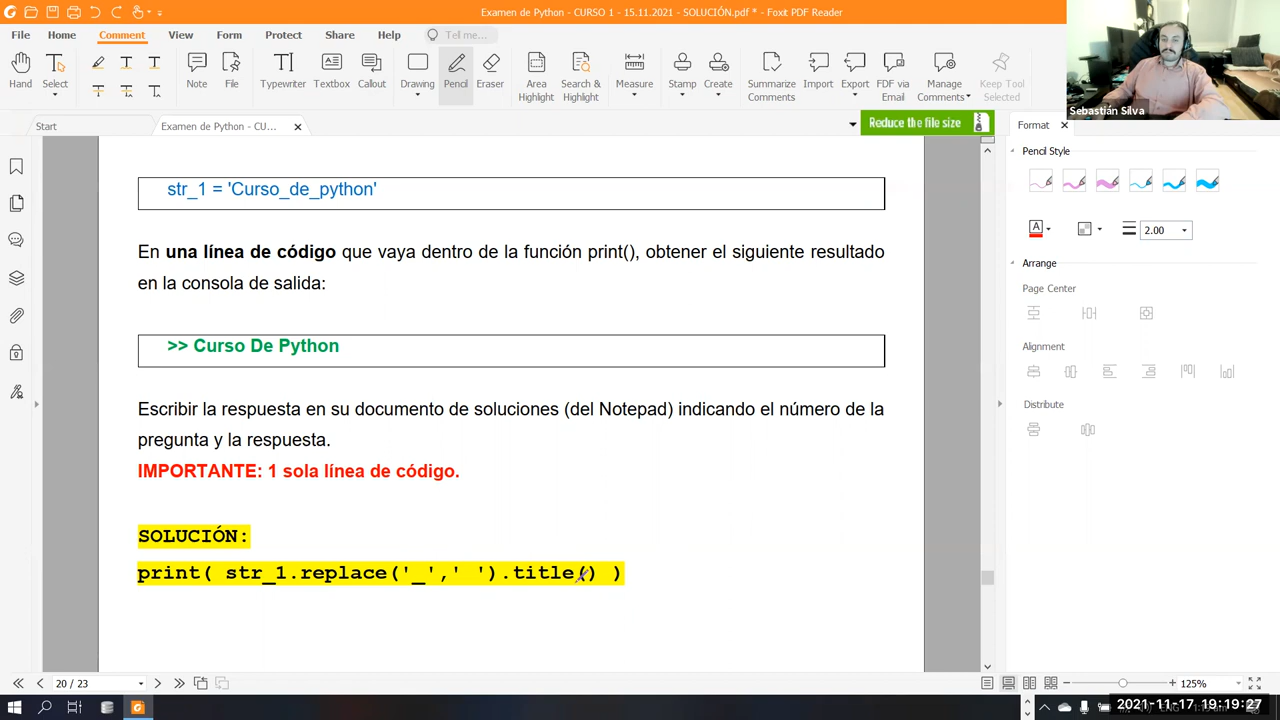 Examen de Python - CURSO 1 - 15.11.2021 - SOLUCIÓN.pdf * - Foxit PDF Reader
File Home Comment View Form Protect Share Help Tell me...
Hand Select Note File Typewriter Textbox Callout Drawing Pencil Eraser Area Highlight Search & Highlight Measure Stamp Create Summarize Comments Import Export FDF via Email Manage Comments Keep Tool Selected
Sebastián Silva
Start Examen de Python - CU... Reduce the file size
Format
Pencil Style
2.00
Arrange
Page Center
Alignment
Distribute
str_1 = 'Curso_de_python'
En una línea de código que vaya dentro de la función print(), obtener el siguiente resultado
en la consola de salida:
>> Curso De Python
Escribir la respuesta en su documento de soluciones (del Notepad) indicando el número de la
pregunta y la respuesta.
IMPORTANTE: 1 sola línea de código.
SOLUCIÓN:
print( str_1.replace('_',' ').title() )
20 / 23
125%
2021-11-17 19:19:27